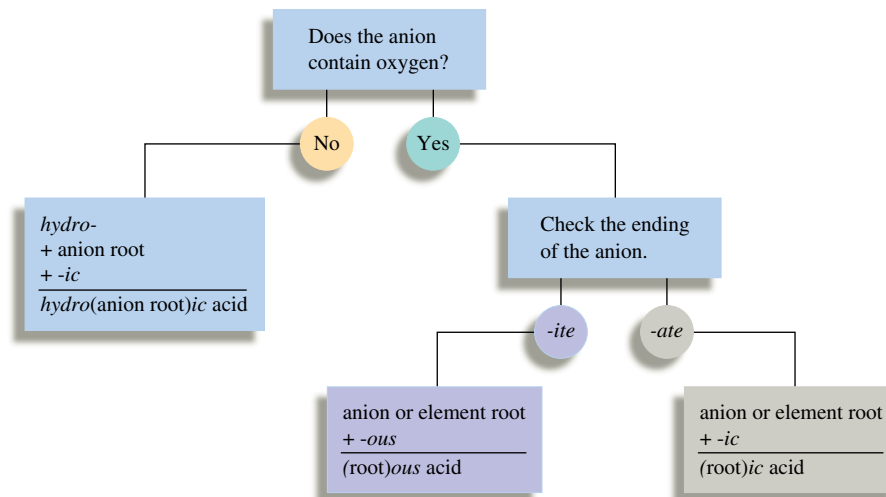 Does the anion
contain oxygen?
No
Yes
hydro-
+ anion root
+ -ic
hydro(anion root)ic acid
Check the ending
of the anion.
-ite
-ate
anion or element root
+ -ous
(root)ous acid
anion or element root
+ -ic
(root)ic acid